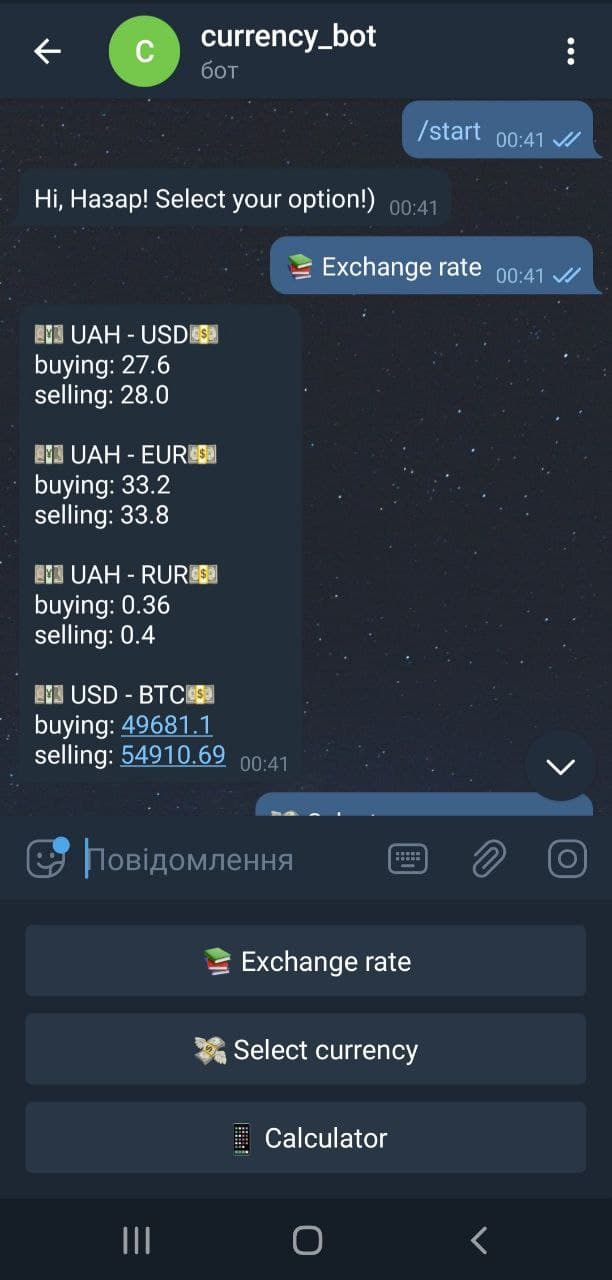 currency_bot
бот
/start 00:41
Hi, Назар! Select your option!) 00:41
Exchange rate 00:41
UAH - USD
buying: 27.6
selling: 28.0
UAH - EUR
buying: 33.2
selling: 33.8
UAH - RUR
buying: 0.36
selling: 0.4
USD - BTC
buying: 49681.1
selling: 54910.69 00:41
Повідомлення
Exchange rate
Select currency
Calculator